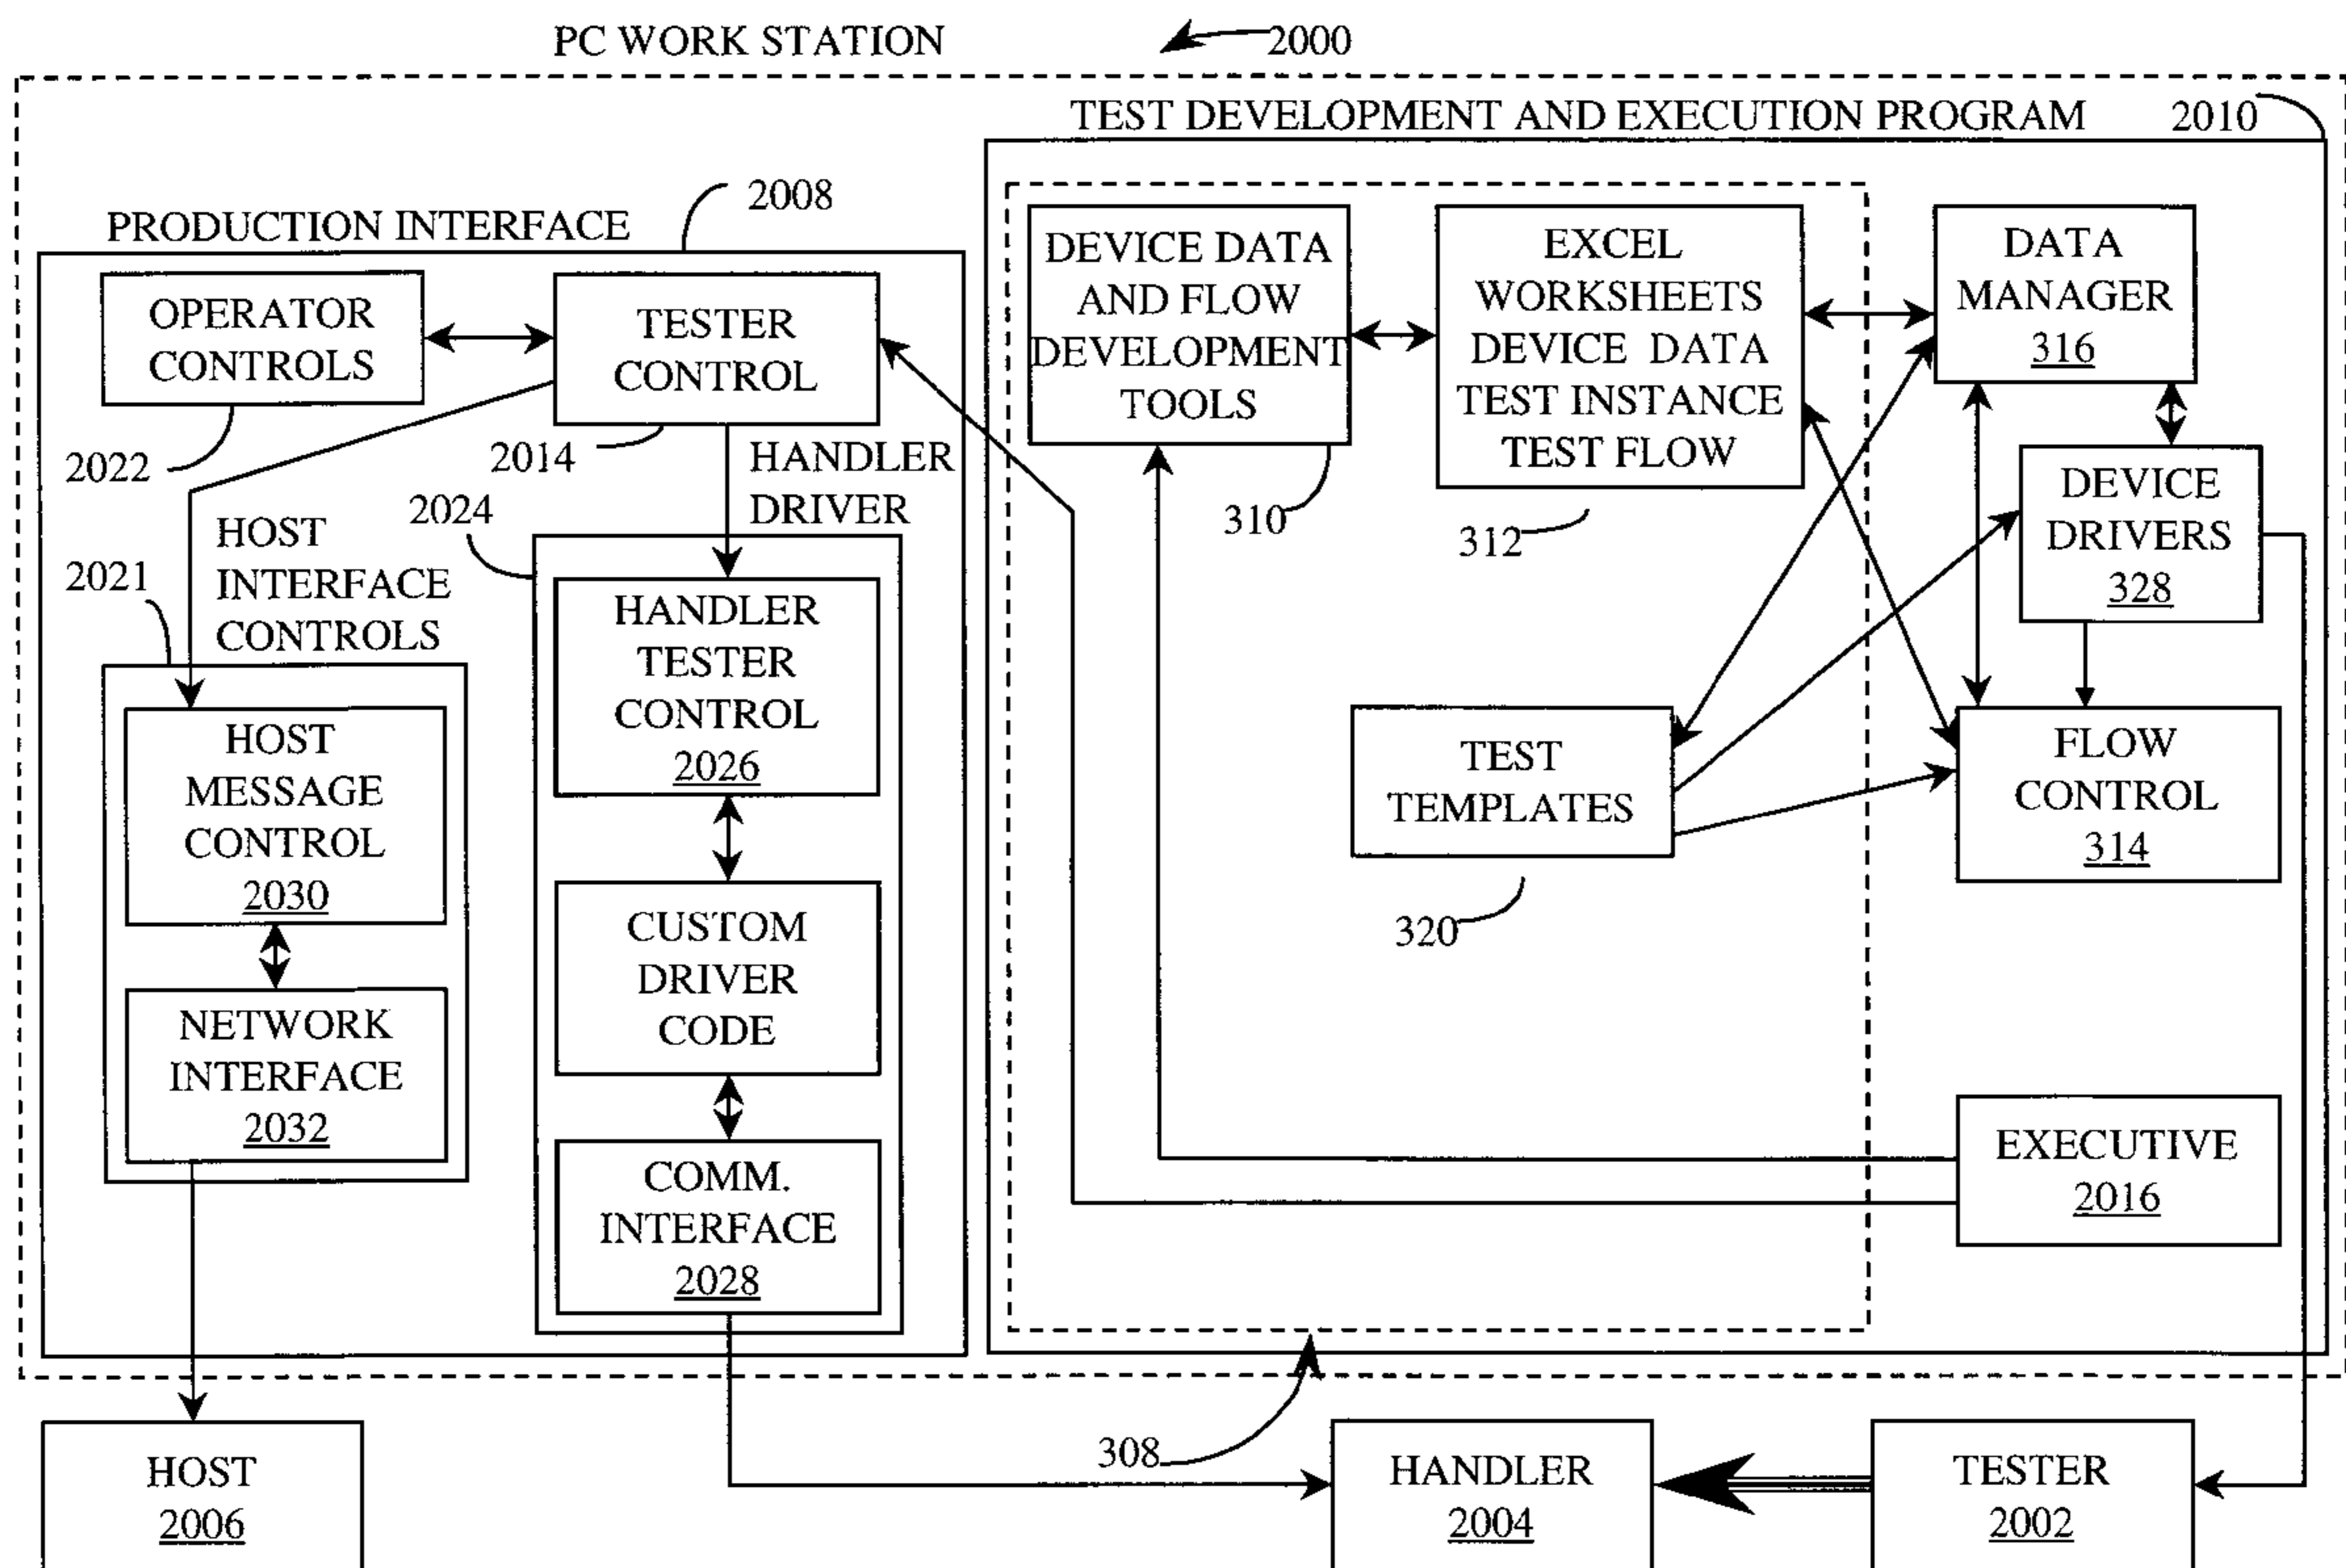 PC WORK STATION
2000
TEST DEVELOPMENT AND EXECUTION PROGRAM
2010
PRODUCTION INTERFACE
2008
OPERATOR
CONTROLS
2022
TESTER
CONTROL
2014
HANDLER
DRIVER
2024
HOST
INTERFACE
CONTROLS
2021
HOST
MESSAGE
CONTROL
2030
NETWORK
INTERFACE
2032
HANDLER
TESTER
CONTROL
2026
CUSTOM
DRIVER
CODE
COMM.
INTERFACE
2028
DEVICE DATA
AND FLOW
DEVELOPMENT
TOOLS
310
EXCEL
WORKSHEETS
DEVICE DATA
TEST INSTANCE
TEST FLOW
312
DATA
MANAGER
316
DEVICE
DRIVERS
328
TEST
TEMPLATES
320
FLOW
CONTROL
314
EXECUTIVE
2016
308
HOST
2006
HANDLER
2004
TESTER
2002